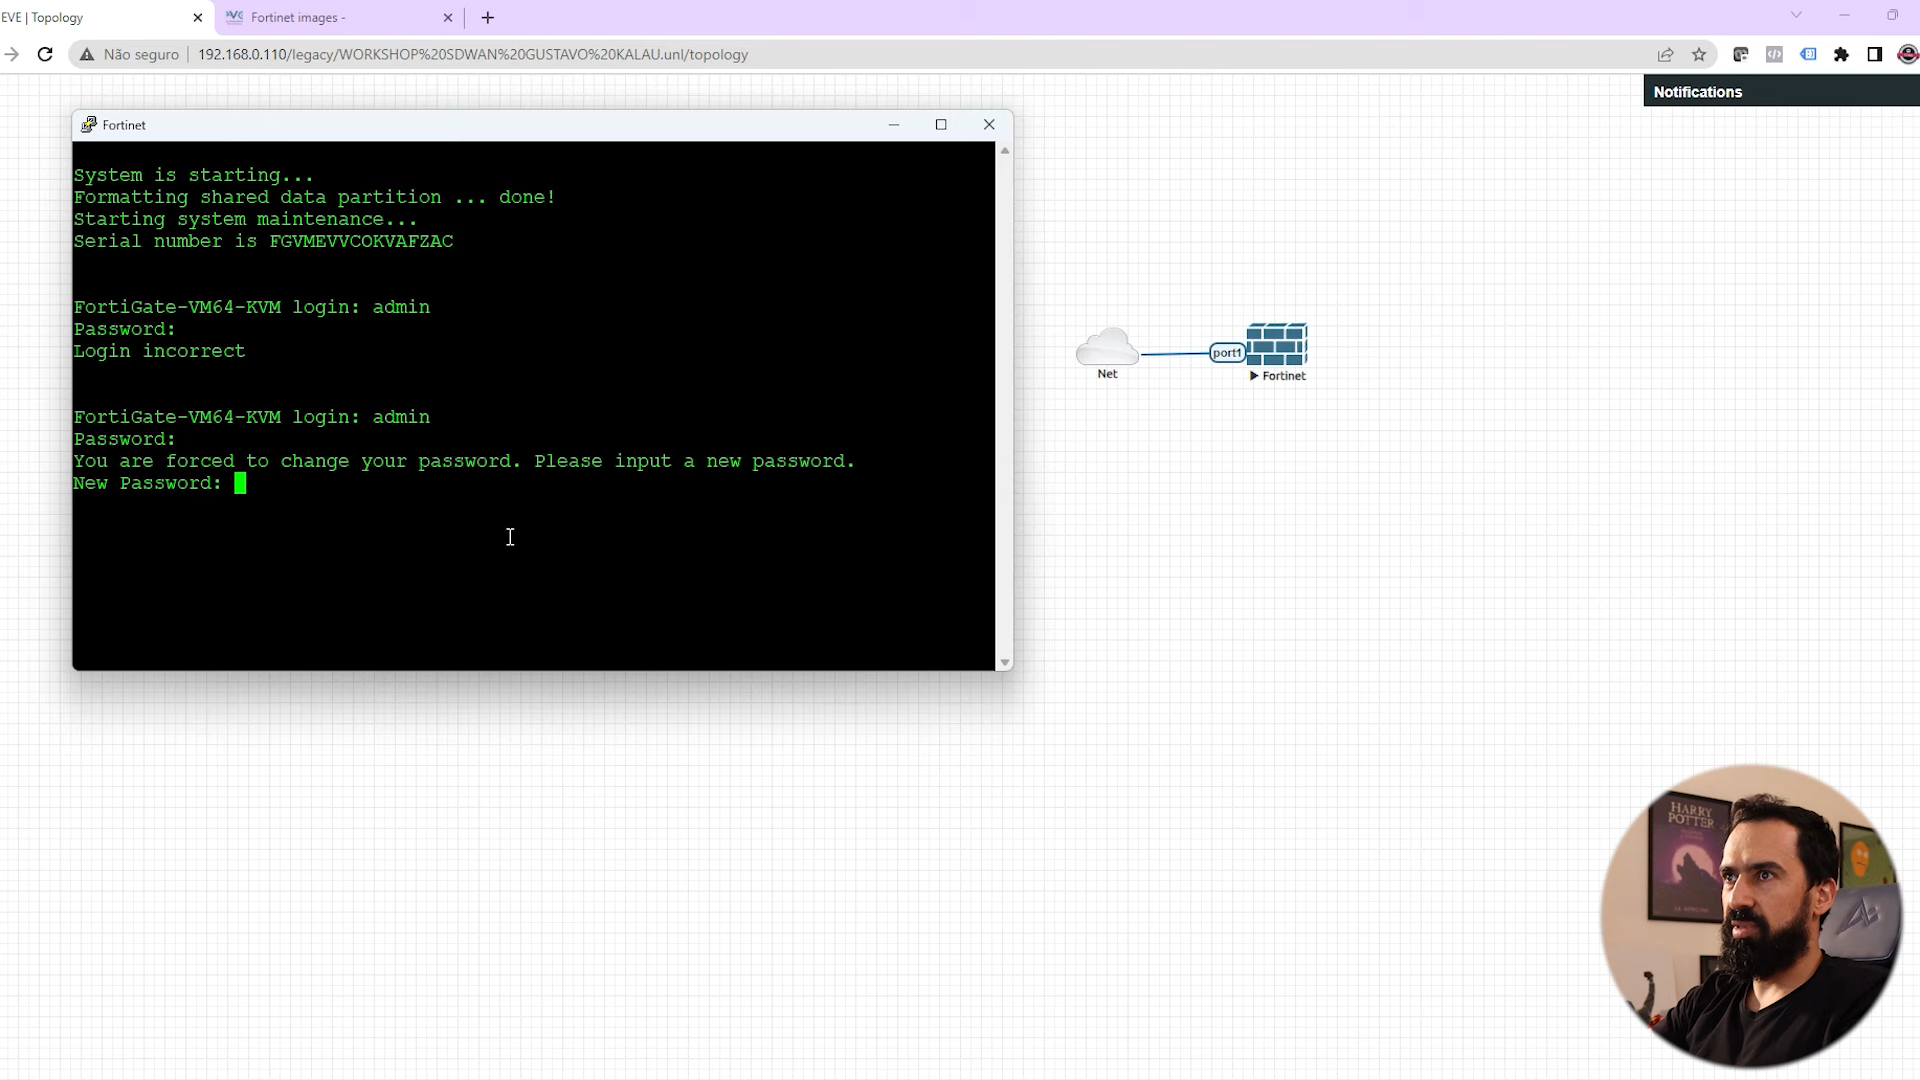 EVE | Topology
Fortinet images -
Não seguro
192.168.0.110/legacy/WORKSHOP%20SDWAN%20GUSTAVO%20KALAU.unl/topology
Notifications
Fortinet
System is starting...
Formatting shared data partition ... done!
Starting system maintenance...
Serial number is FGVMEVVCOKVAFZAC
FortiGate-VM64-KVM login: admin
Password:
Login incorrect
FortiGate-VM64-KVM login: admin
Password:
You are forced to change your password. Please input a new password.
New Password:
port1
Net
Fortinet
HARRY
POTTER